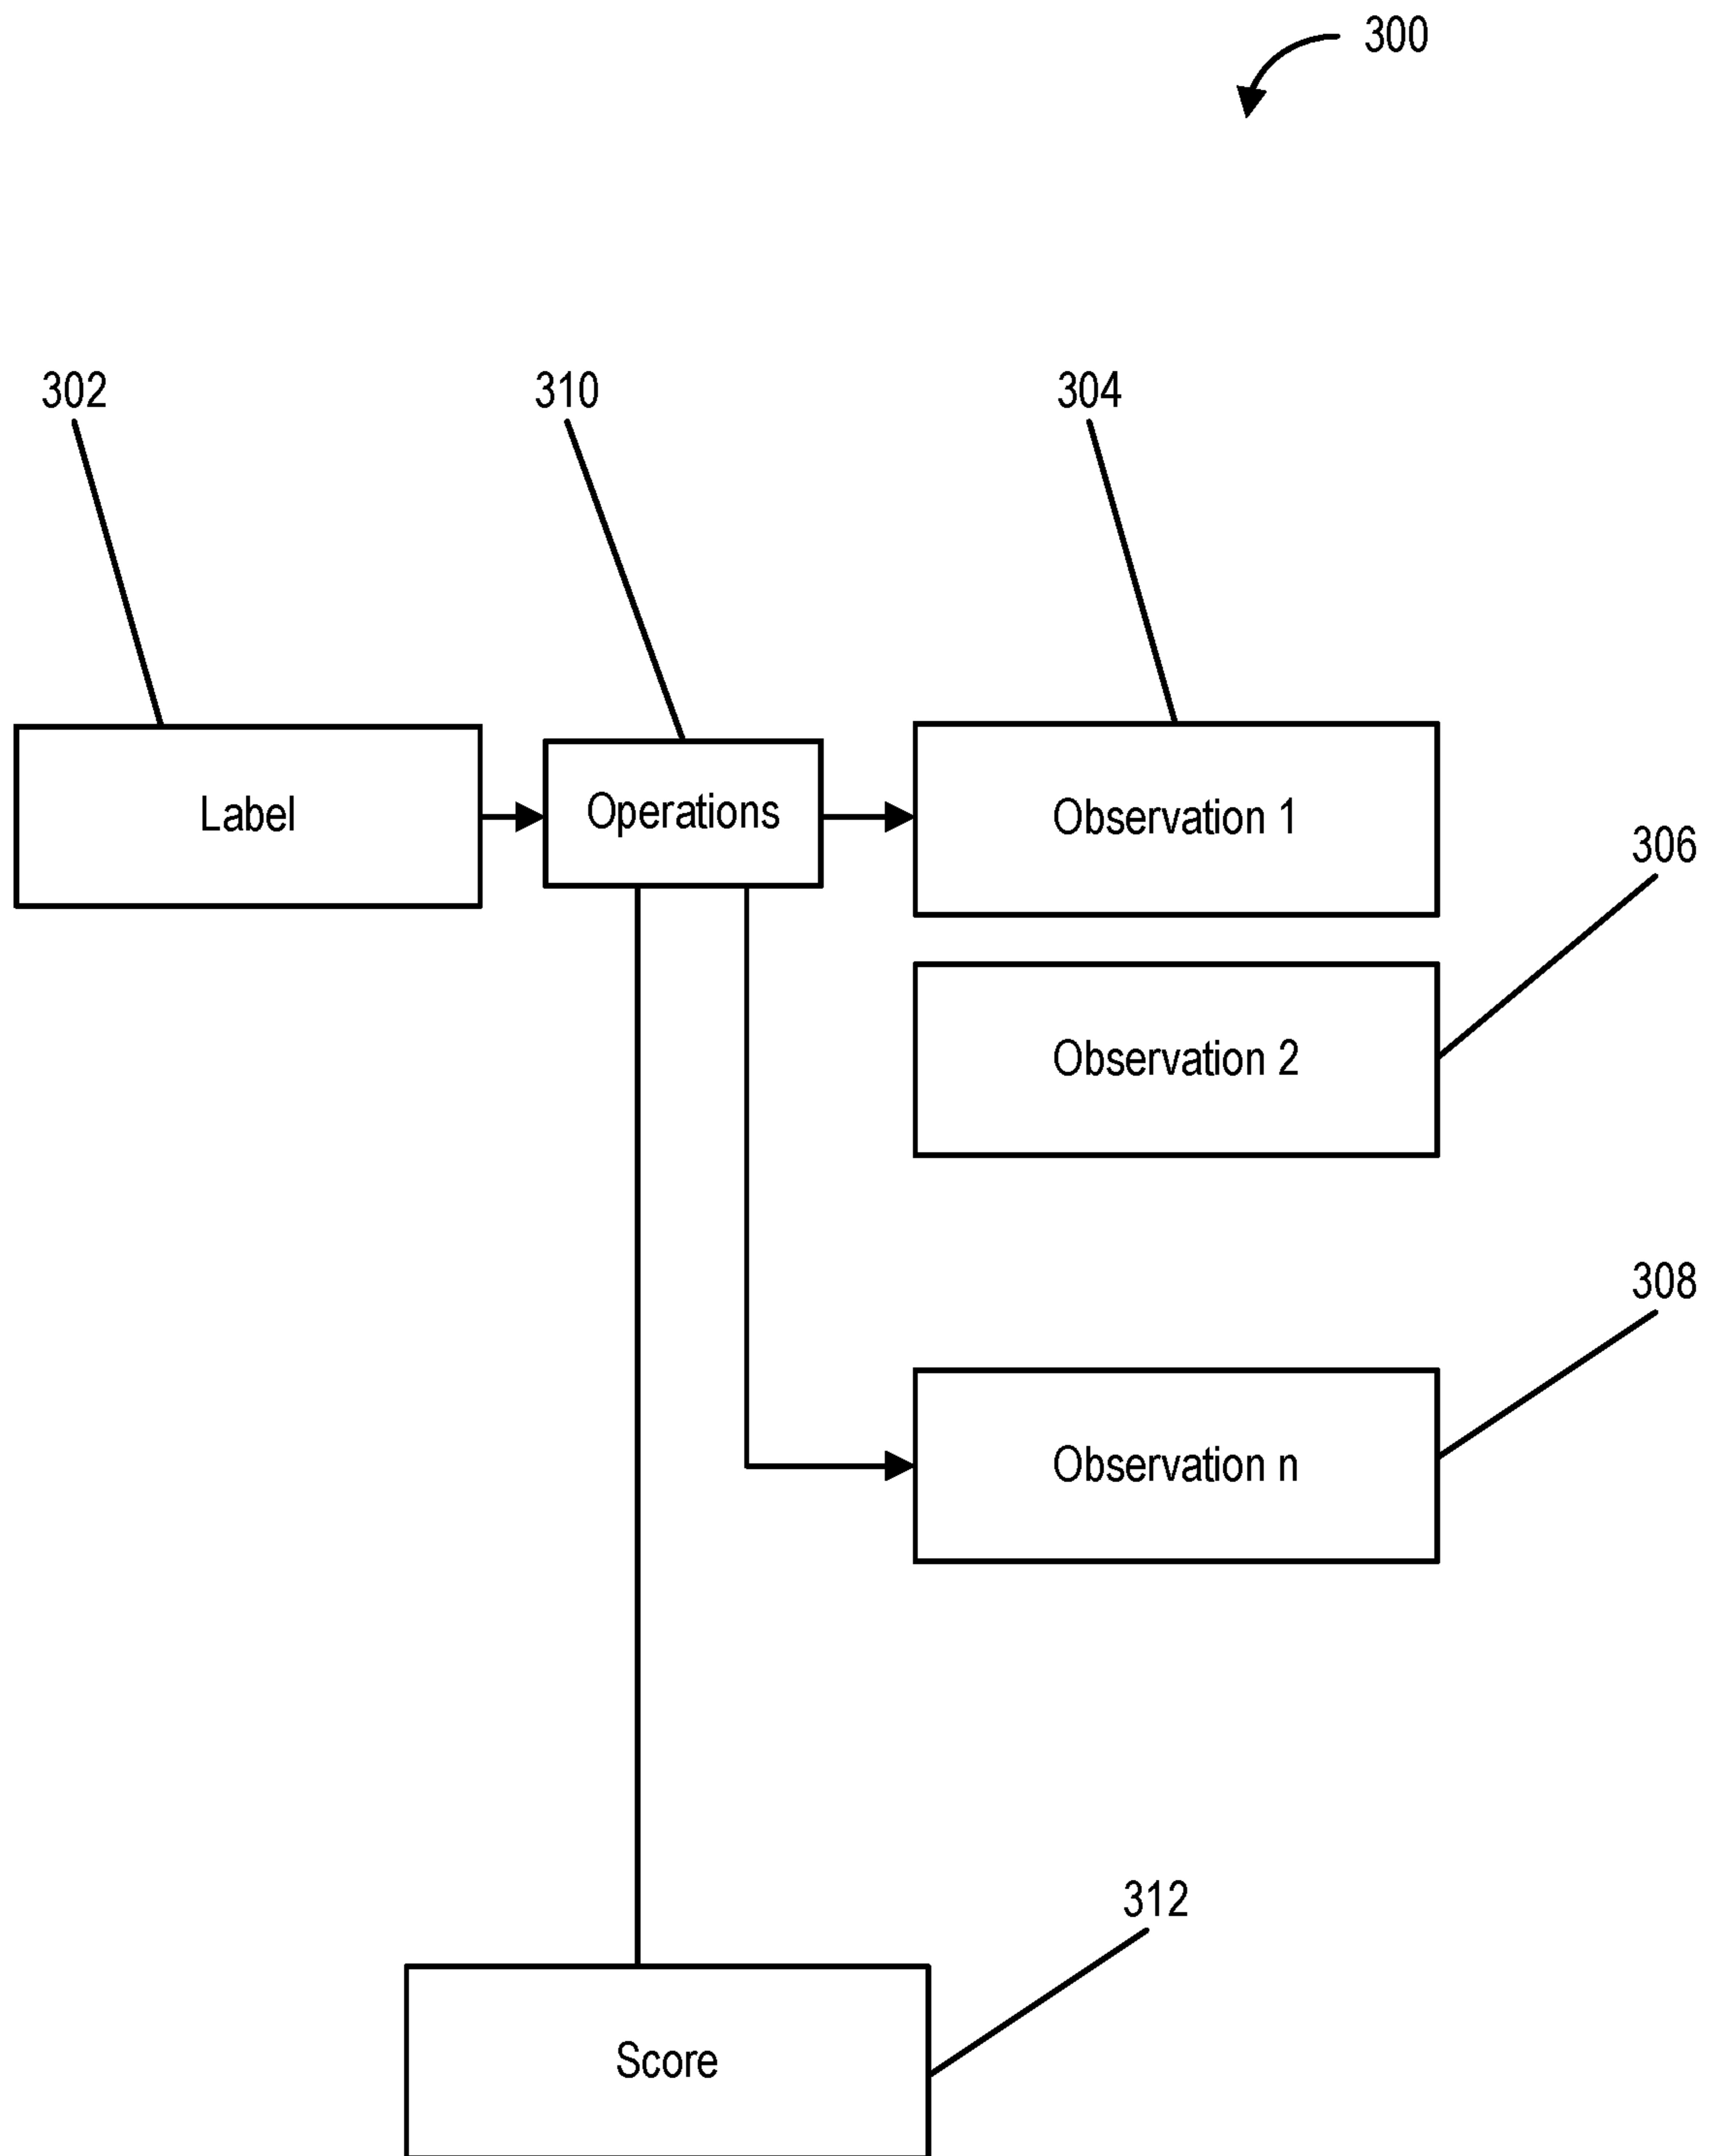 300
302
310
304
Label
Operations
Observation 1
306
Observation 2
308
Observation n
312
Score